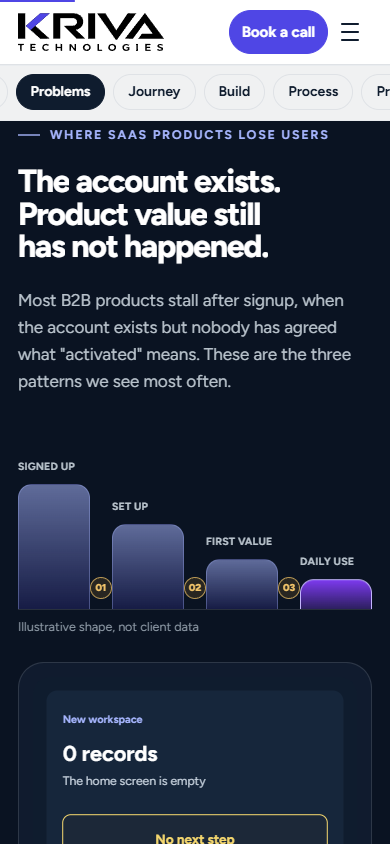 KRIVA
TECHNOLOGIES
Book a call
Problems
Journey
Build
Process
WHERE SAAS PRODUCTS LOSE USERS
The account exists.
Product value still
has not happened.
Most B2B products stall after signup, when
the account exists but nobody has agreed
what "activated" means. These are the three
patterns we see most often.
SIGNED UP
SET UP
FIRST VALUE
DAILY USE
01
02
03
Illustrative shape, not client data
New workspace
0 records
The home screen is empty
No next step